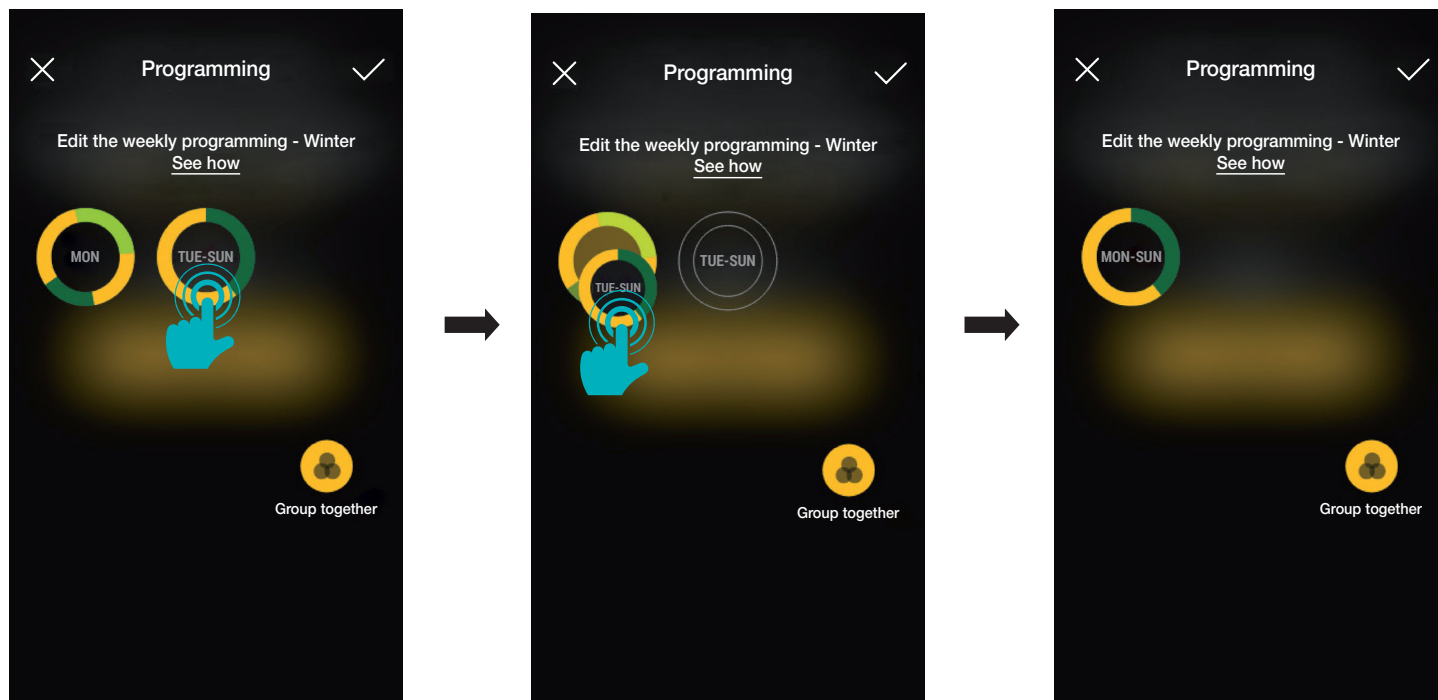 Programming
Edit the weekly programming - Winter
See how
MON
TUE-SUN
Group together
Programming
Edit the weekly programming - Winter
See how
TUE-SUN
TUE-SUN
Group together
Programming
Edit the weekly programming - Winter
See how
MON-SUN
Group together